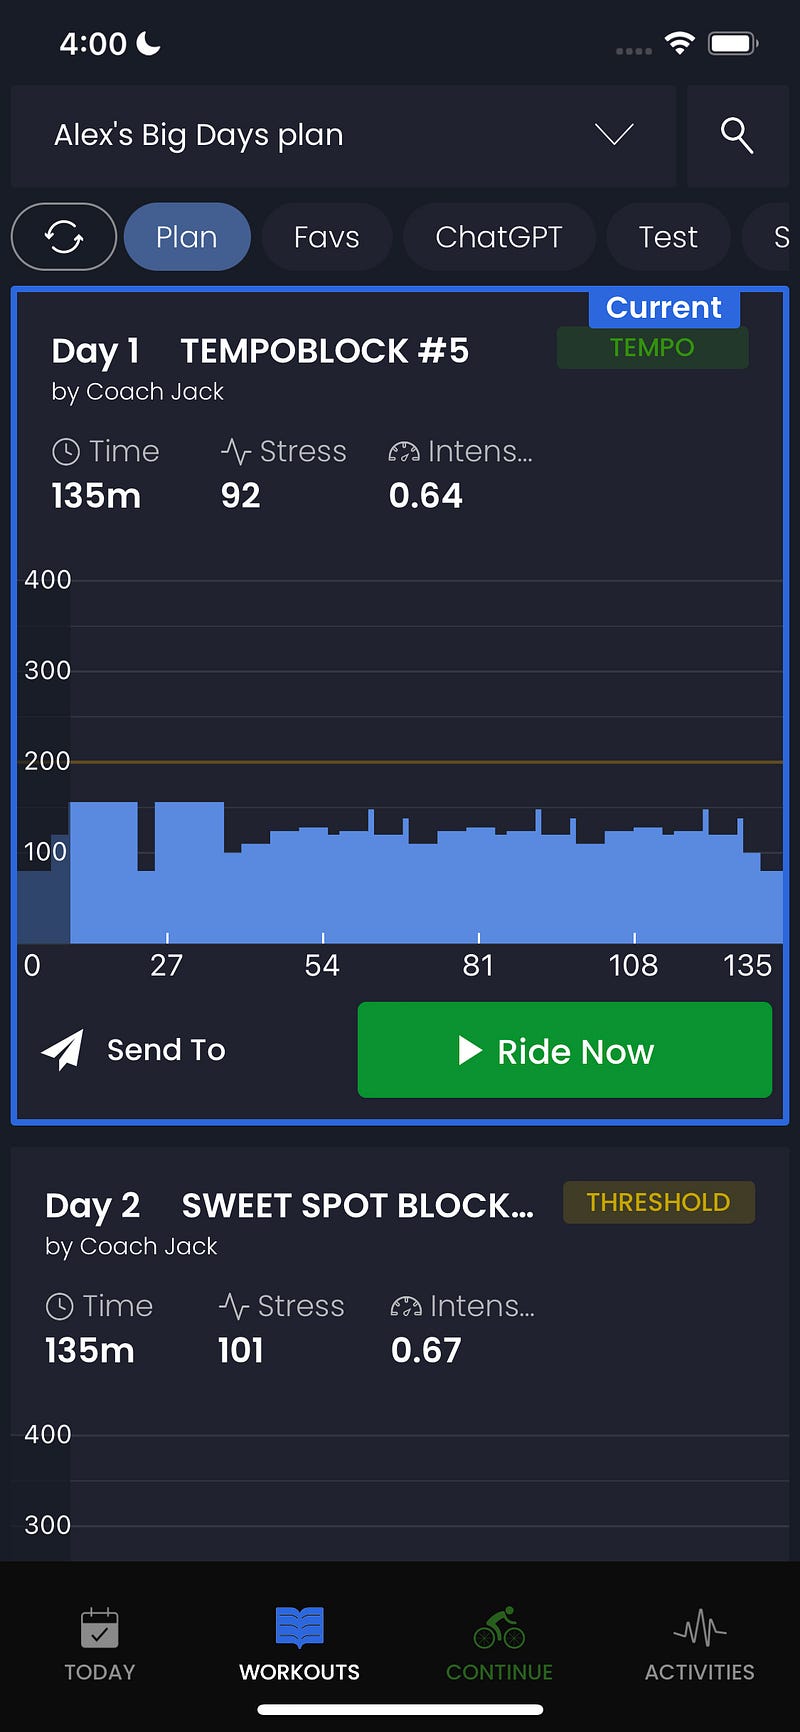 4:00
Alex's Big Days plan
Plan Favs ChatGPT Test S
Current
Day 1 TEMPOBLOCK #5 TEMPO
by Coach Jack
Time Stress Intens...
135m 92 0.64
400
300
200
100
0 27 54 81 108 135
Send To Ride Now
Day 2 SWEET SPOT BLOCK... THRESHOLD
by Coach Jack
Time Stress Intens...
135m 101 0.67
400
300
TODAY WORKOUTS CONTINUE ACTIVITIES